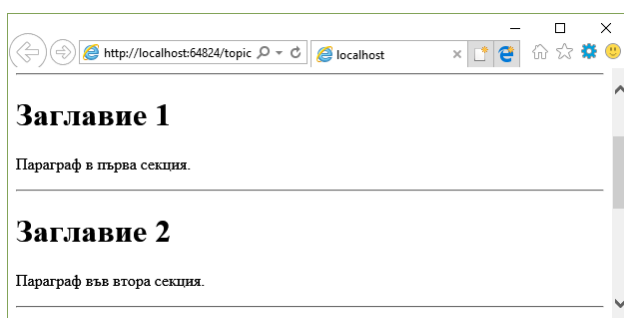 http://localhost:64824/topic
localhost
Заглавие 1
Параграф в първа секция.
Заглавие 2
Параграф във втора секция.